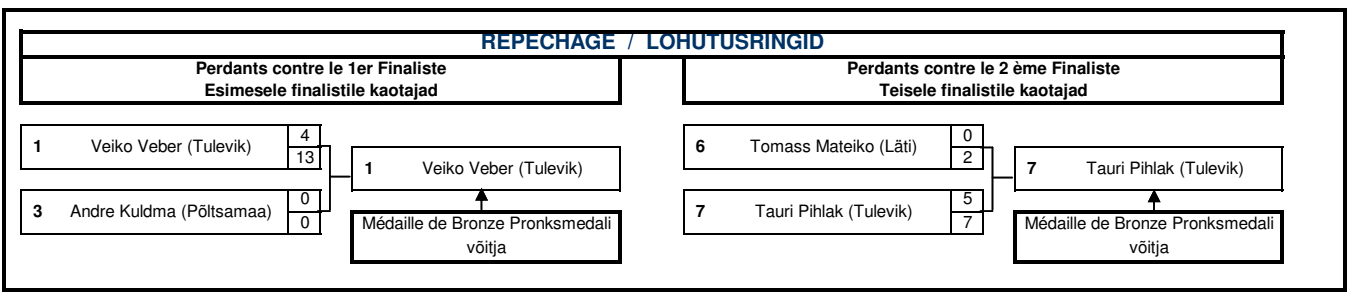 REPECHAGE / LOHUTUSRINGID
Perdants contre le 1er Finaliste
Esimesele finalistile kaotajad
Perdants contre le 2 ème Finaliste
Teisele finalistile kaotajad
1 Veiko Veber (Tulevik) 4
13
1 Veiko Veber (Tulevik)
3 Andre Kuldma (Põltsamaa) 0
0
Médaille de Bronze Pronksmedali
võitja
6 Tomass Mateiko (Läti) 0
2
7 Tauri Pihlak (Tulevik)
7 Tauri Pihlak (Tulevik) 5
7
Médaille de Bronze Pronksmedali
võitja